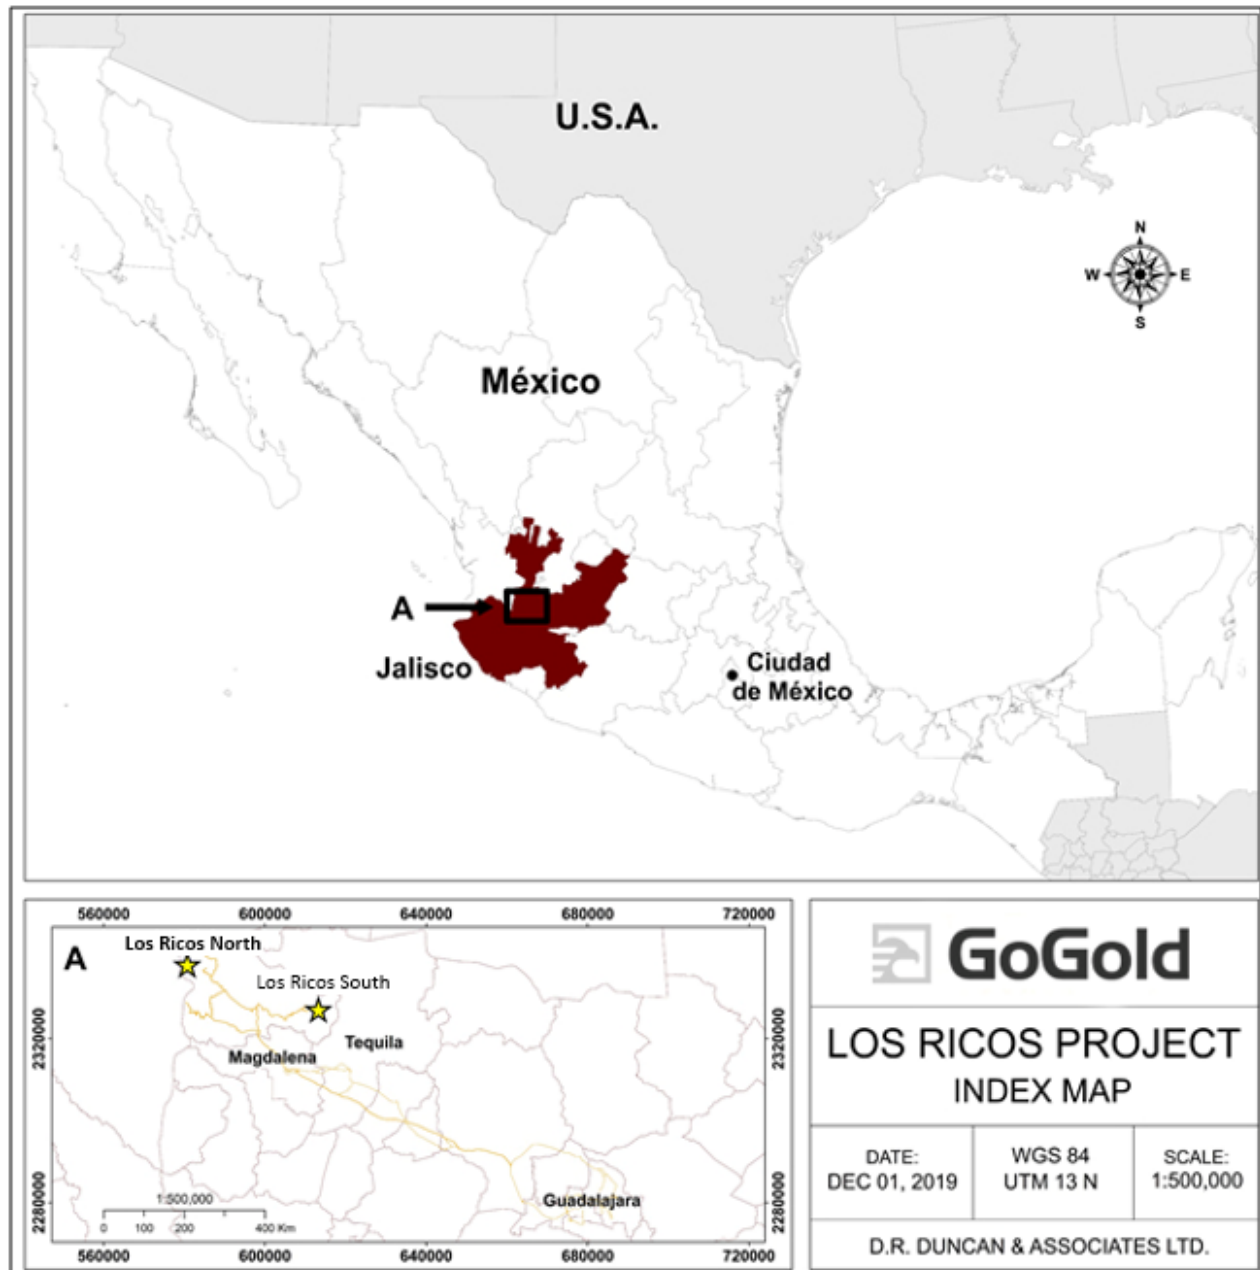 U.S.A.
N
W E
S
México
A
Jalisco
Ciudad
de México
560000 600000 640000 680000 720000
A
Los Ricos North
Los Ricos South
2320000 2320000
Tequila
Magdalena
Guadalajara
1:500,000
0 100 200 400 Km
2280000 2280000
560000 600000 640000 680000 720000
GoGold
LOS RICOS PROJECT
INDEX MAP
DATE:
DEC 01, 2019
WGS 84
UTM 13 N
SCALE:
1:500,000
D.R. DUNCAN & ASSOCIATES LTD.